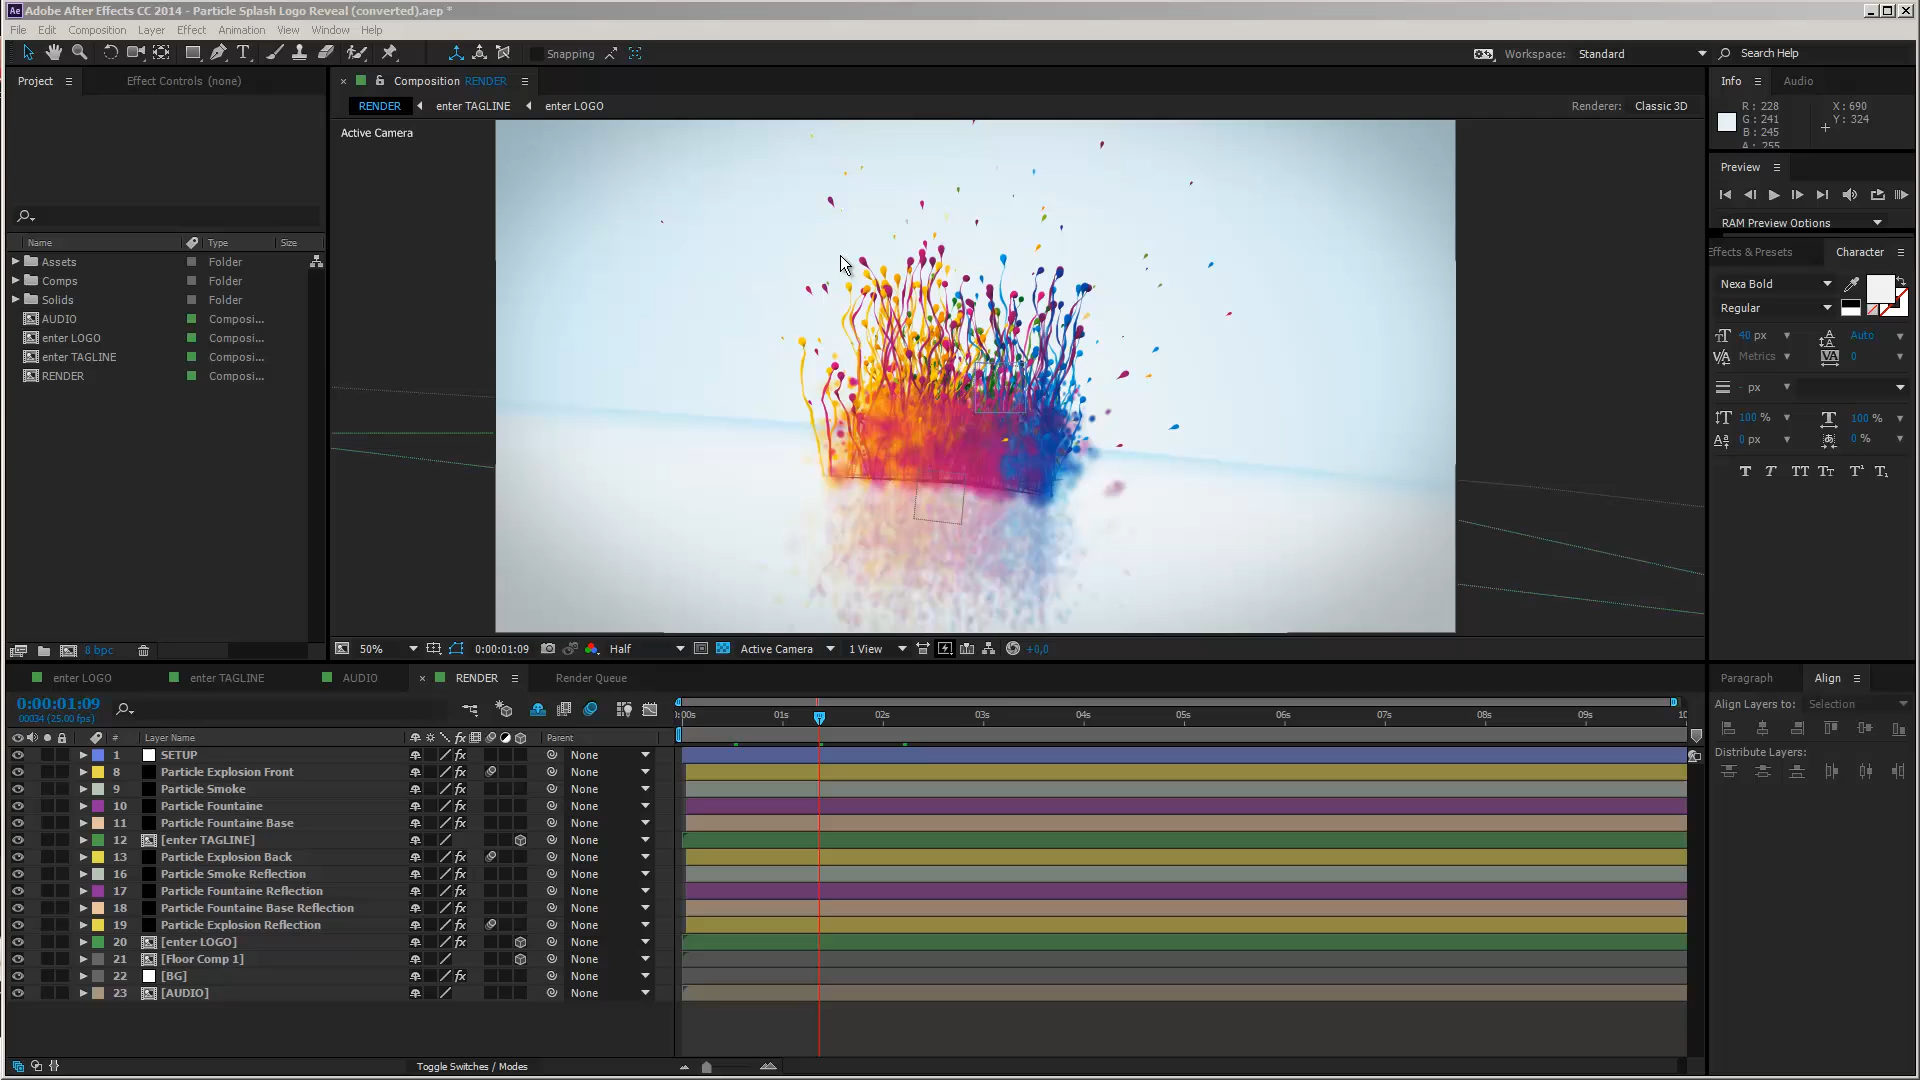 Adobe After Effects CC 2014 - Particle Splash Logo Reveal (converted).aep *
File Edit Composition Layer Effect Animation View Window Help
Snapping
Workspace: Standard
Search Help
Project
Effect Controls (none)
Composition RENDER
Info
Audio
RENDER
enter TAGLINE
enter LOGO
Renderer:
Classic 3D
R : 228
G : 241
B : 245
A : 255
X : 690
Y : 324
Active Camera
Preview
RAM Preview Options
Name
Type
Size
Effects & Presets
Character
Assets
Folder
Comps
Folder
Solids
Folder
AUDIO
Composi...
enter LOGO
Composi...
enter TAGLINE
Composi...
RENDER
Composi...
Nexa Bold
Regular
40 px
Auto
Metrics
0
- px
100 %
100 %
0 px
0 %
8 bpc
50%
0:00:01:09
Half
Active Camera
1 View
+0,0
enter LOGO
enter TAGLINE
AUDIO
RENDER
Render Queue
Paragraph
Align
0:00:01:09
00034 (25.00 fps)
Align Layers to:
Selection
Distribute Layers:
:00s 01s 02s 03s 04s 05s 06s 07s 08s 09s 10
# Layer Name
Parent
1 SETUP None
8 Particle Explosion Front None
9 Particle Smoke None
10 Particle Fountaine None
11 Particle Fountaine Base None
12 [enter TAGLINE] None
13 Particle Explosion Back None
16 Particle Smoke Reflection None
17 Particle Fountaine Reflection None
18 Particle Fountaine Base Reflection None
19 Particle Explosion Reflection None
20 [enter LOGO] None
21 [Floor Comp 1] None
22 [BG] None
23 [AUDIO] None
Toggle Switches / Modes